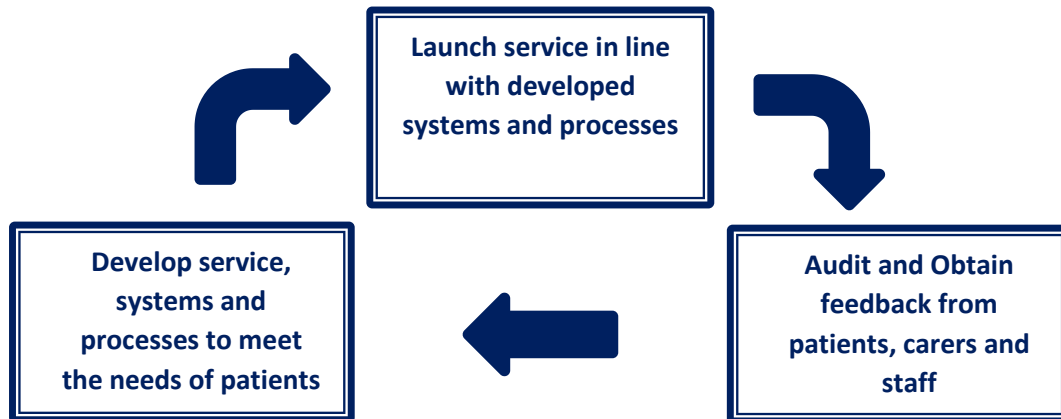 Launch service in line
with developed
systems and processes
Develop service,
systems and
processes to meet
the needs of patients
Audit and Obtain
feedback from
patients, carers and
staff